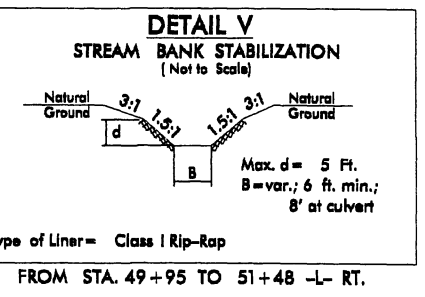 DETAIL V
STREAM BANK STABILIZATION
(Not to Scale)
Natural Ground
3:1
1.5:1
1.5:1
3:1
Natural Ground
d
B
Max. d= 5 Ft.
B=var.; 6 ft. min.;
8' at culvert
ype of Liner= Class I Rip-Rap
FROM STA. 49+95 TO 51+48 -L- RT.